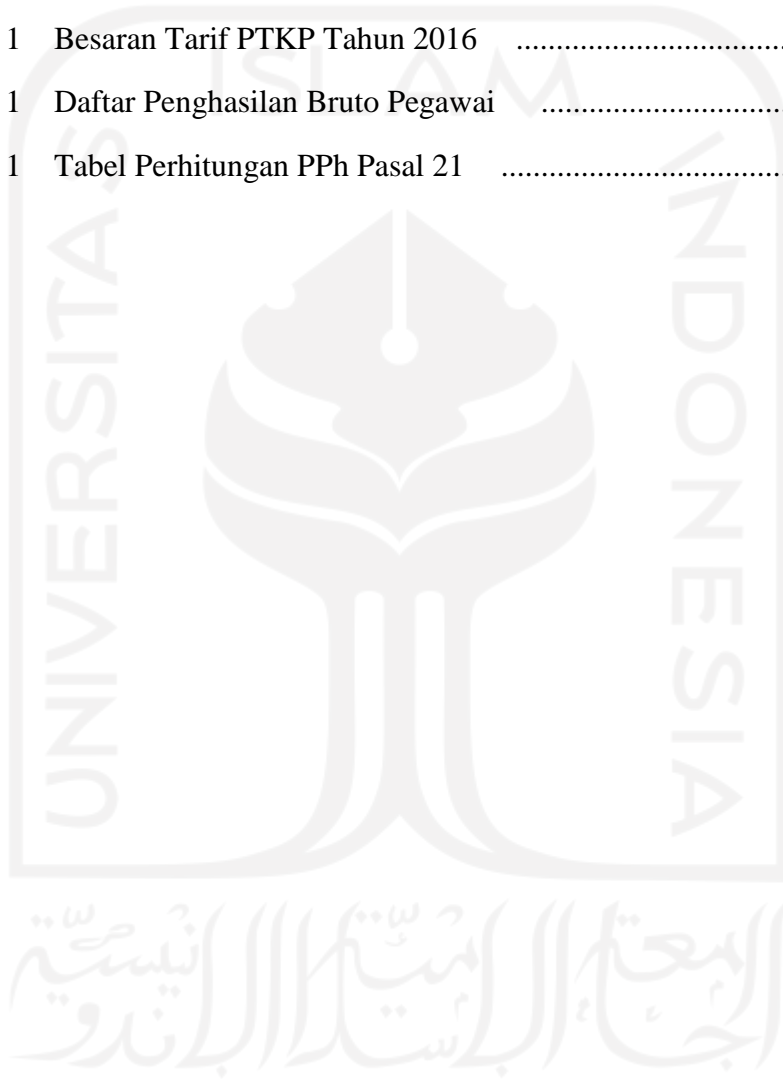 1 Besaran Tarif PTKP Tahun 2016 ..................................
1 Daftar Penghasilan Bruto Pegawai ..............................
1 Tabel Perhitungan PPh Pasal 21 ...................................
ISLAM
UNIVERSITAS
INDONESIA